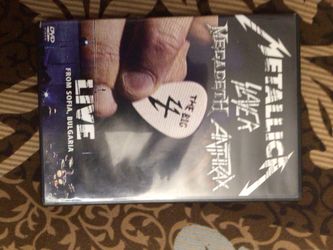 METALLICA
SLAYER
MEGADETH ANTHRAX
THE BIG
4
LIVE
FROM SOFIA, BULGARIA
DVD